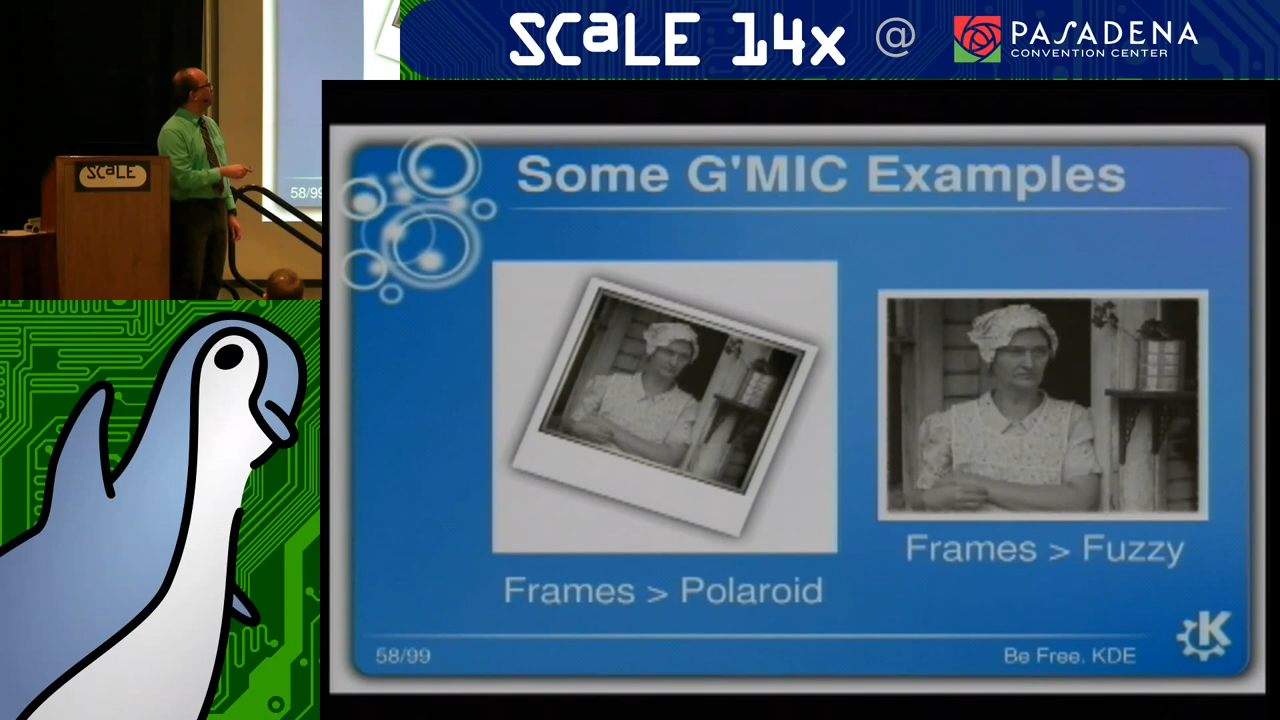 SCaLE 14x @ PASADENA
CONVENTION CENTER
SCaLE
58/99
Some G'MIC Examples
Frames > Polaroid
Frames > Fuzzy
58/99
Be Free. KDE
K